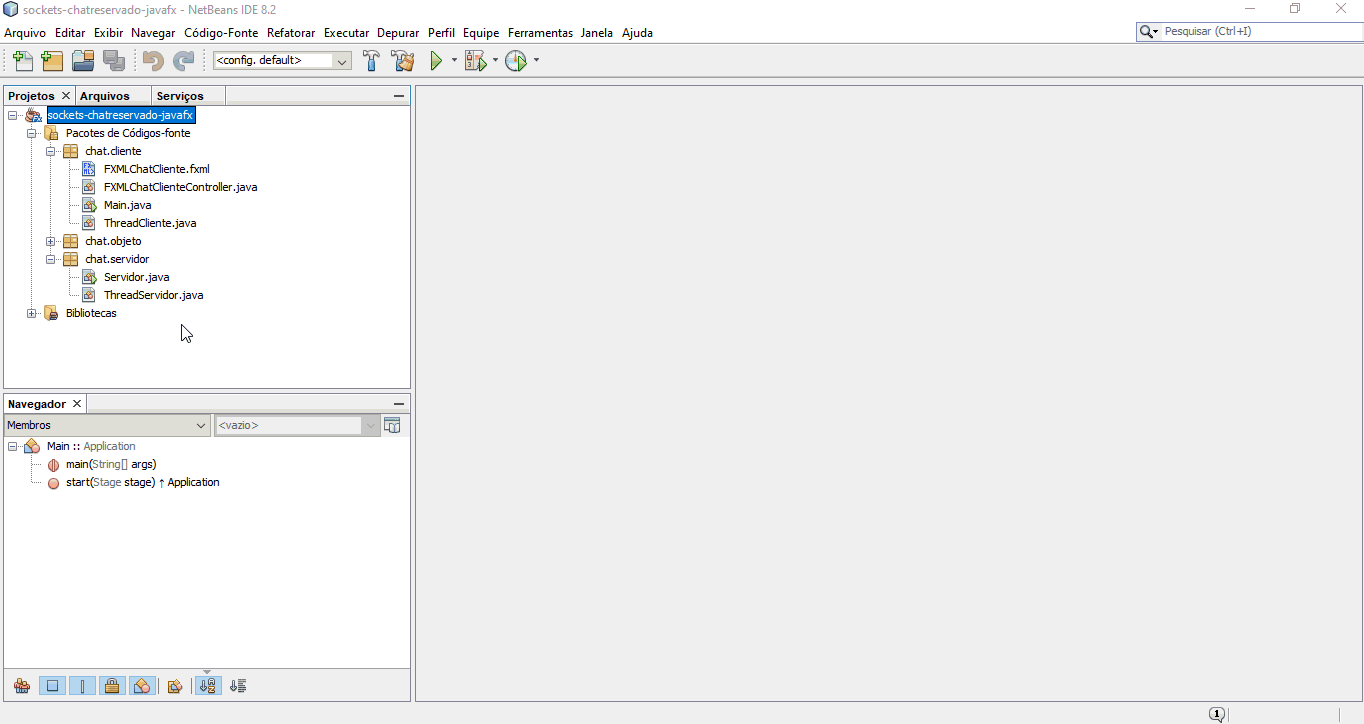 sockets-chatreservado-javafx - NetBeans IDE 8.2
Arquivo Editar Exibir Navegar Código-Fonte Refatorar Executar Depurar Perfil Equipe Ferramentas Janela Ajuda
Pesquisar (Ctrl+I)
<config. default>
Projetos Arquivos Serviços
sockets-chatreservado-javafx
Pacotes de Códigos-fonte
chat.cliente
FXMLChatCliente.fxml
FXMLChatClienteController.java
Main.java
ThreadCliente.java
chat.objeto
chat.servidor
Servidor.java
ThreadServidor.java
Bibliotecas
Navegador
Membros <vazio>
Main :: Application
main(String[] args)
start(Stage stage) ↑ Application
1